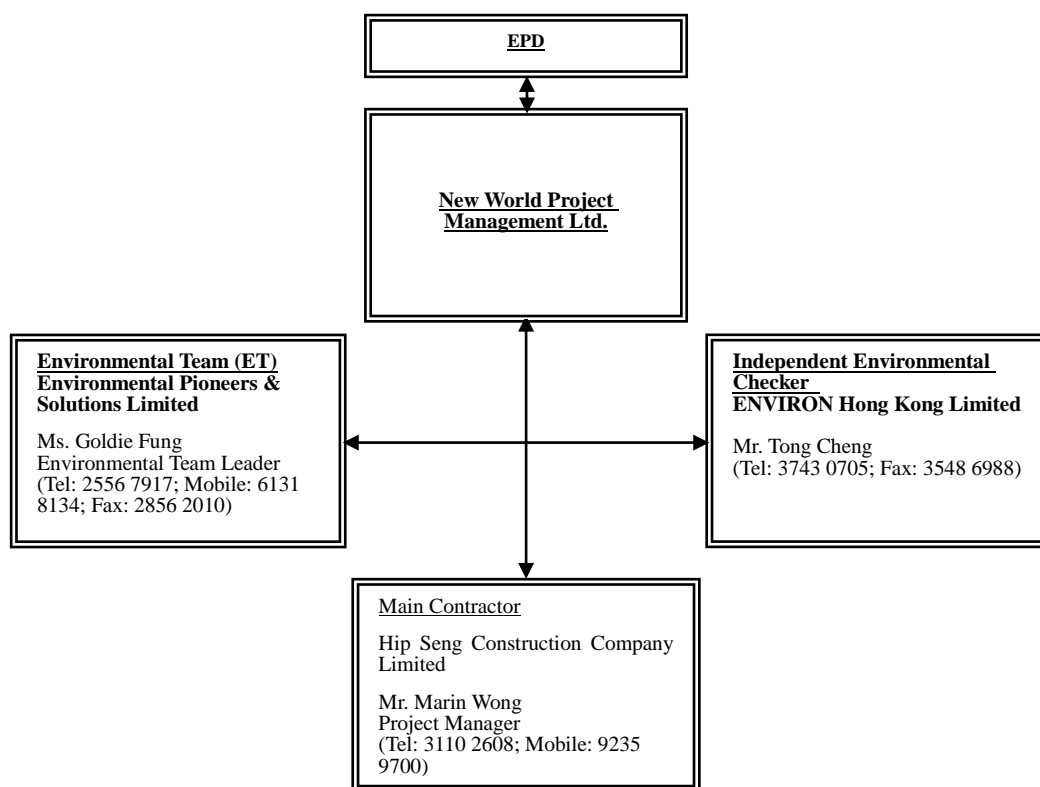 EPD
New World Project
Management Ltd.
Environmental Team (ET)
Environmental Pioneers &
Solutions Limited
Ms. Goldie Fung
Environmental Team Leader
(Tel: 2556 7917; Mobile: 6131
8134; Fax: 2856 2010)
Independent Environmental
Checker
ENVIRON Hong Kong Limited
Mr. Tong Cheng
(Tel: 3743 0705; Fax: 3548 6988)
Main Contractor
Hip Seng Construction Company
Limited
Mr. Marin Wong
Project Manager
(Tel: 3110 2608; Mobile: 9235
9700)